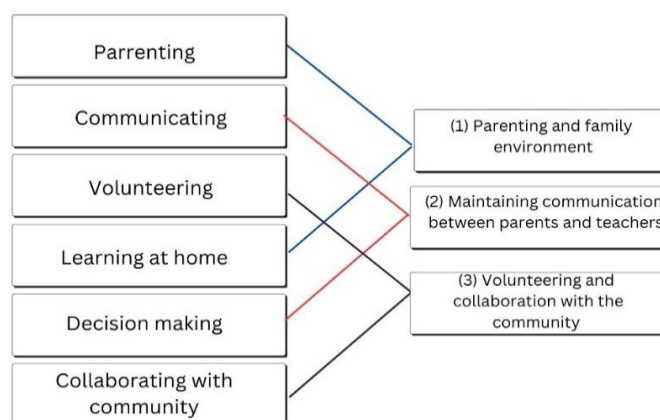 Parrenting
Communicating
Volunteering
Learning at home
Decision making
Collaborating with
community
(1) Parenting and family
environment
(2) Maintaining communication
between parents and teachers
(3) Volunteering and
collaboration with the
community